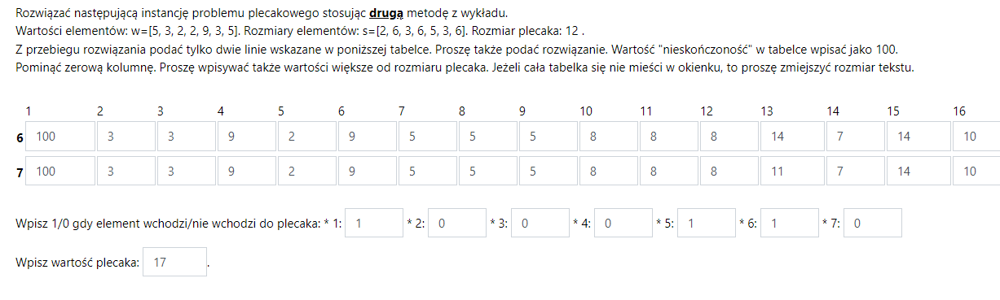 Rozwiązać następującą instancję problemu plecakowego stosując drugą metodę z wykładu.
Wartości elementów: w=[5, 3, 2, 2, 9, 3, 5]. Rozmiary elementów: s=[2, 6, 3, 6, 5, 3, 6]. Rozmiar plecaka: 12 .
Z przebiegu rozwiązania podać tylko dwie linie wskazane w poniższej tabelce. Proszę także podać rozwiązanie. Wartość "nieskończoność" w tabelce wpisać jako 100.
Pominąć zerową kolumnę. Proszę wpisywać także wartości większe od rozmiaru plecaka. Jeżeli cała tabelka się nie mieści w okienku, to proszę zmiejszyć rozmiar tekstu.
1 2 3 4 5 6 7 8 9 10 11 12 13 14 15 16
6 100 3 3 9 2 9 5 5 5 8 8 8 14 7 14 10
7 100 3 3 9 2 9 5 5 5 8 8 8 11 7 14 10
Wpisz 1/0 gdy element wchodzi/nie wchodzi do plecaka: * 1: 1 * 2: 0 * 3: 0 * 4: 0 * 5: 1 * 6: 1 * 7: 0
Wpisz wartość plecaka: 17 .